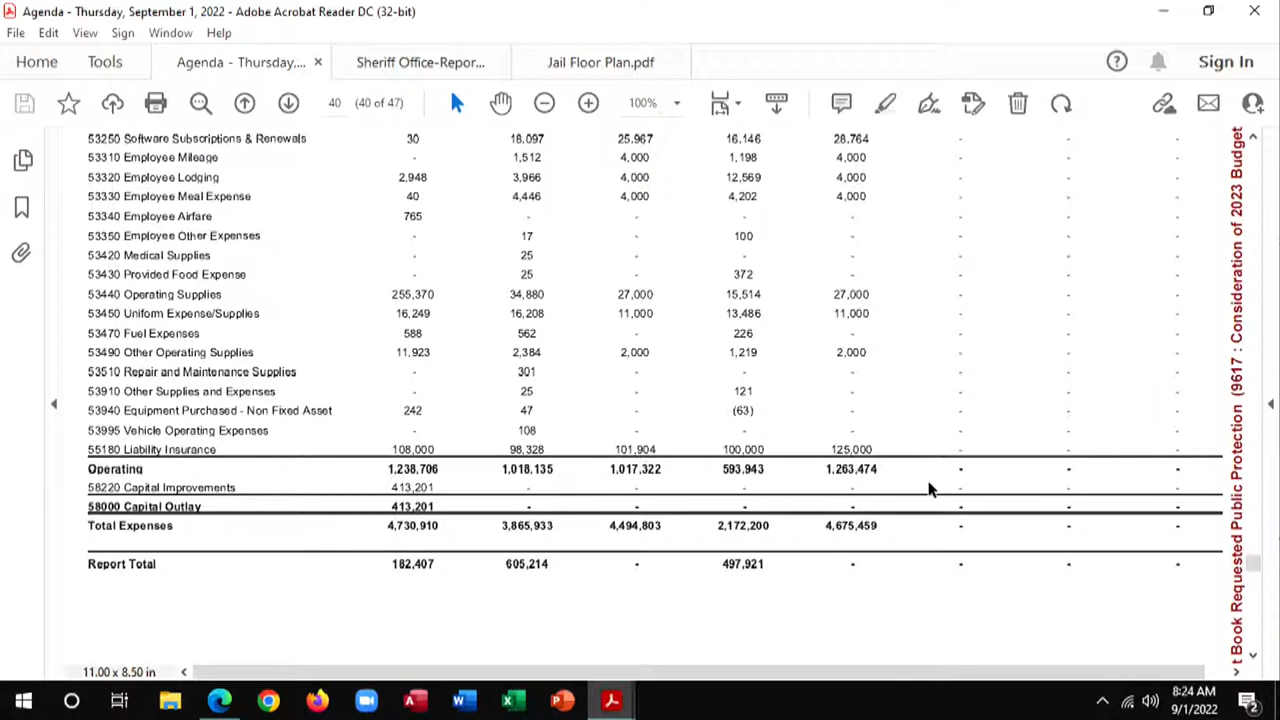 Agenda - Thursday, September 1, 2022 - Adobe Acrobat Reader DC (32-bit)
File Edit View Sign Window Help
Home Tools Agenda - Thursday,... × Sheriff Office-Repor... Jail Floor Plan.pdf Sign In
40 (40 of 47) 100%
53250 Software Subscriptions & Renewals 30 18,097 25,967 16,146 28,764 - - -
53310 Employee Mileage - 1,512 4,000 1,198 4,000 - - -
53320 Employee Lodging 2,948 3,966 4,000 12,569 4,000 - - -
53330 Employee Meal Expense 40 4,446 4,000 4,202 4,000 - - -
53340 Employee Airfare 765 - - - - - - -
53350 Employee Other Expenses - 17 - 100 - - - -
53420 Medical Supplies - 25 - - - - - -
53430 Provided Food Expense - 25 - 372 - - - -
53440 Operating Supplies 255,370 34,880 27,000 15,514 27,000 - - -
53450 Uniform Expense/Supplies 16,249 16,208 11,000 13,486 11,000 - - -
53470 Fuel Expenses 588 562 - 226 - - - -
53490 Other Operating Supplies 11,923 2,384 2,000 1,219 2,000 - - -
53510 Repair and Maintenance Supplies - 301 - - - - - -
53910 Other Supplies and Expenses - 25 - 121 - - - -
53940 Equipment Purchased - Non Fixed Asset 242 47 - (63) - - - -
53995 Vehicle Operating Expenses - 108 - - - - - -
55180 Liability Insurance 108,000 98,328 101,904 100,000 125,000 - - -
Operating 1,238,706 1,018,135 1,017,322 593,943 1,263,474 - - -
58220 Capital Improvements 413,201 - - - - - - -
58000 Capital Outlay 413,201 - - - - - - -
Total Expenses 4,730,910 3,865,933 4,494,803 2,172,200 4,675,459 - - -
Report Total 182,407 605,214 - 497,921 - - - -
t Book Requested Public Protection (9617 : Consideration of 2023 Budget
11.00 x 8.50 in
8:24 AM
9/1/2022
2